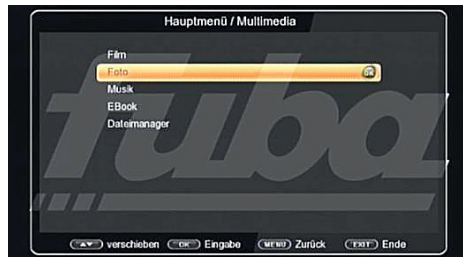 Hauptmenü / Multimedia
Film
Foto OK
Musik
EBook
Dateimanager
fuba
▲▼ verschieben OK Eingabe MENU Zurück EXIT Ende